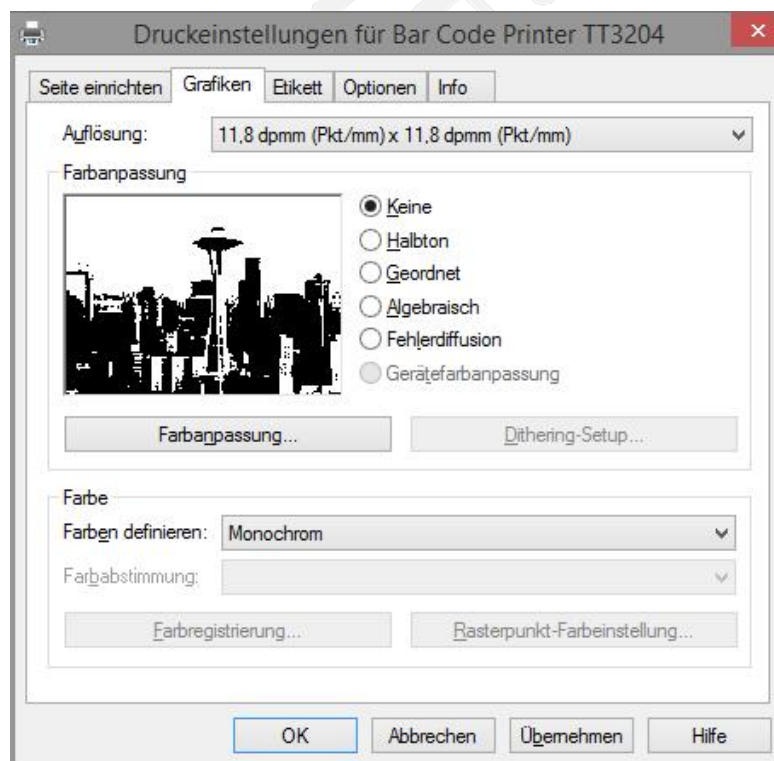 Druckeinstellungen für Bar Code Printer TT3204
Seite einrichten Grafiken Etikett Optionen Info
Auflösung: 11,8 dpmm (Pkt/mm) x 11,8 dpmm (Pkt/mm)
Farbanpassung
Keine
Halbton
Geordnet
Algebraisch
Fehlerdiffusion
Gerätefarbanpassung
Farbanpassung... Dithering-Setup...
Farbe
Farben definieren: Monochrom
Farbabstimmung:
Farbregistrierung... Rasterpunkt-Farbeinstellung...
OK Abbrechen Übernehmen Hilfe